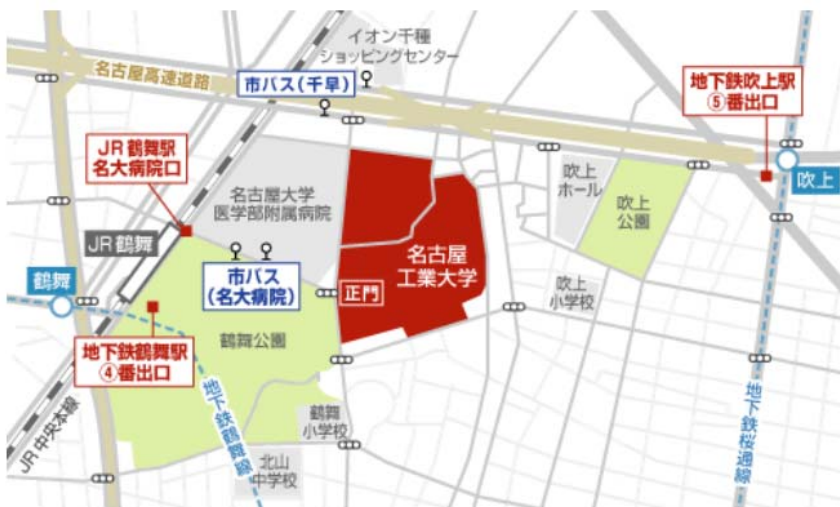 イオン千種
ショッピングセンター
名古屋高速道路
市バス(千早)
地下鉄吹上駅
⑤番出口
JR鶴舞駅
名大病院口
吹上
名古屋大学
医学部附属病院
吹上
ホール
吹上
公園
JR鶴舞
名古屋
工業大学
鶴舞
市バス
(名大病院)
正門
吹上
小学校
地下鉄鶴舞駅
④番出口
鶴舞公園
地下鉄鶴舞線
鶴舞
小学校
JR中央本線
北山
中学校
地下鉄桜通線